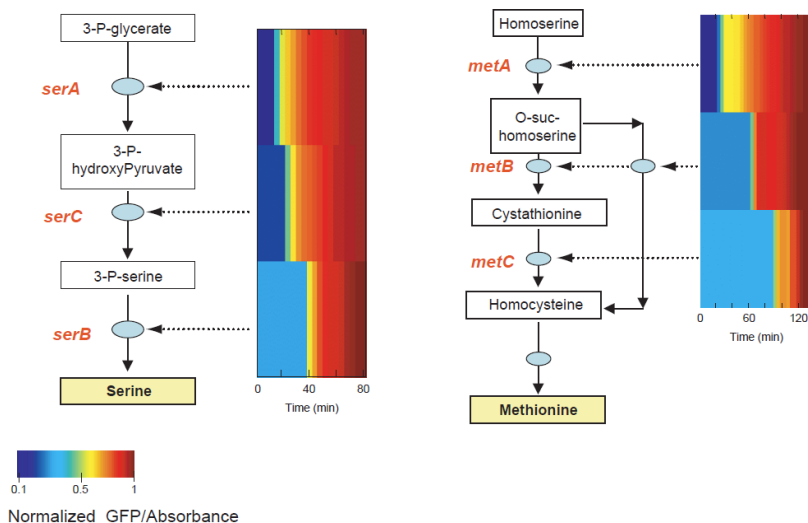 3-P-glycerate
serA
3-P-
hydroxyPyruvate
serC
3-P-serine
serB
Serine
0 40 80
Time (min)
Homoserine
metA
O-suc-
homoserine
metB
Cystathionine
metC
Homocysteine
Methionine
0 60 120
Time (min)
0.1 0.5 1
Normalized GFP/Absorbance